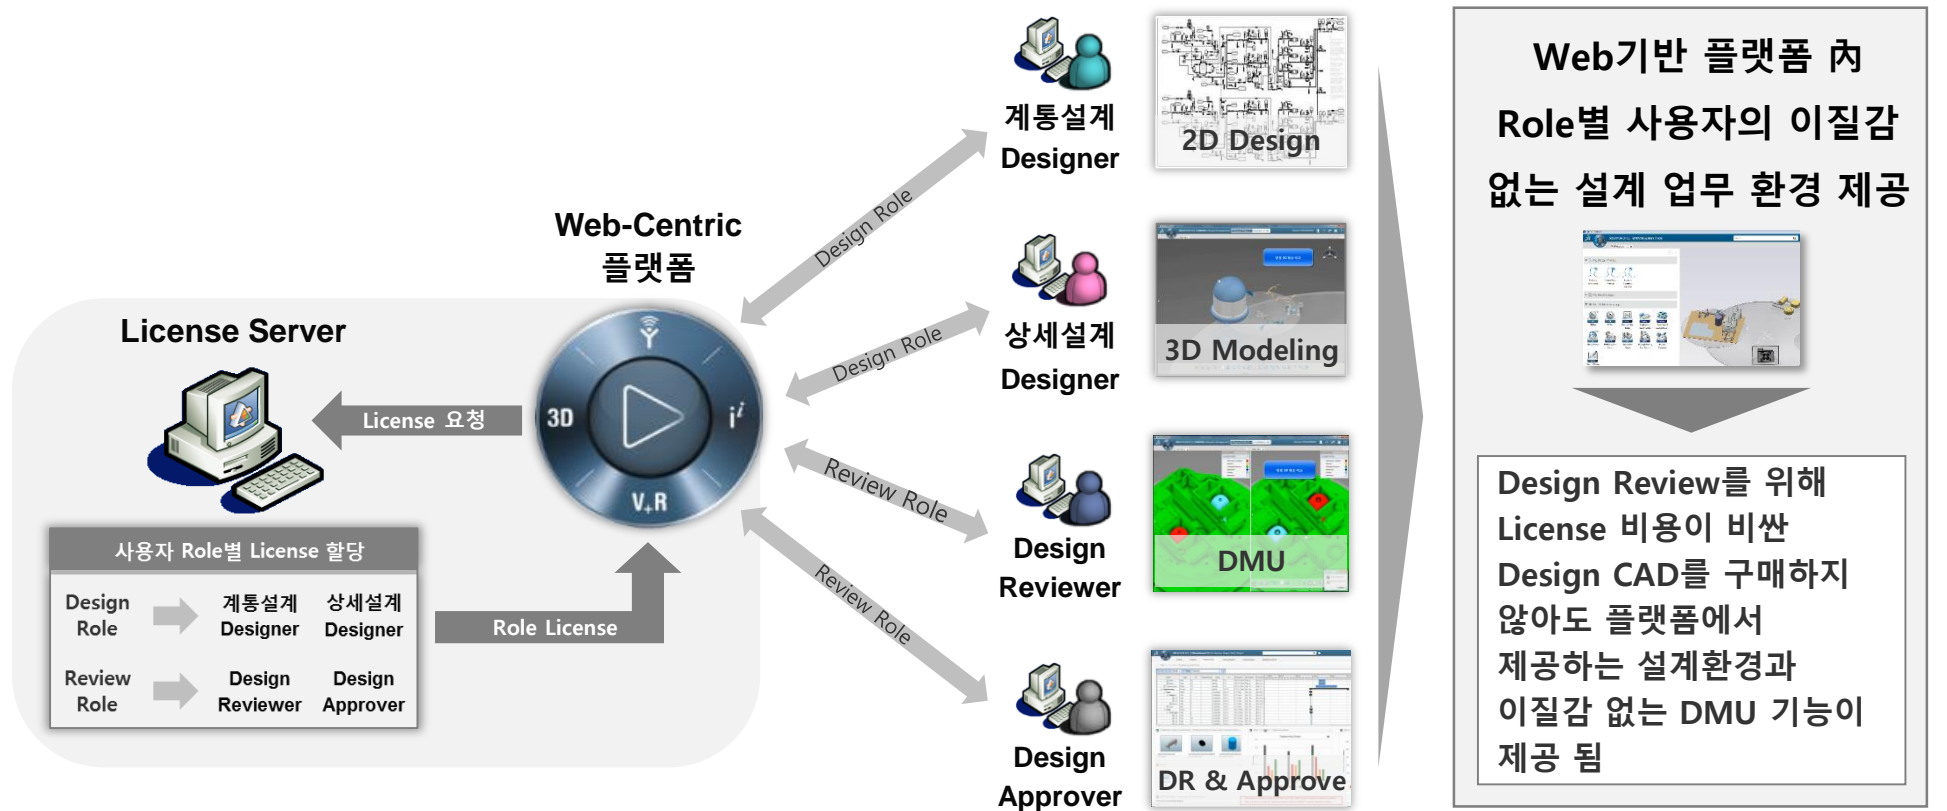 License Server
Web-Centric
플랫폼
3D
i i
V+R
License 요청
사용자 Role별 License 할당
Design
Role
계통설계
Designer
상세설계
Designer
Review
Role
Design
Reviewer
Design
Approver
Role License
Design Role
Design Role
Review Role
Review Role
계통설계
Designer
2D Design
상세설계
Designer
3D Modeling
Design
Reviewer
DMU
Design
Approver
DR & Approve
Web기반 플랫폼 內
Role별 사용자의 이질감
없는 설계 업무 환경 제공
Design Review를 위해
License 비용이 비싼
Design CAD를 구매하지
않아도 플랫폼에서
제공하는 설계환경과
이질감 없는 DMU 기능이
제공 됨